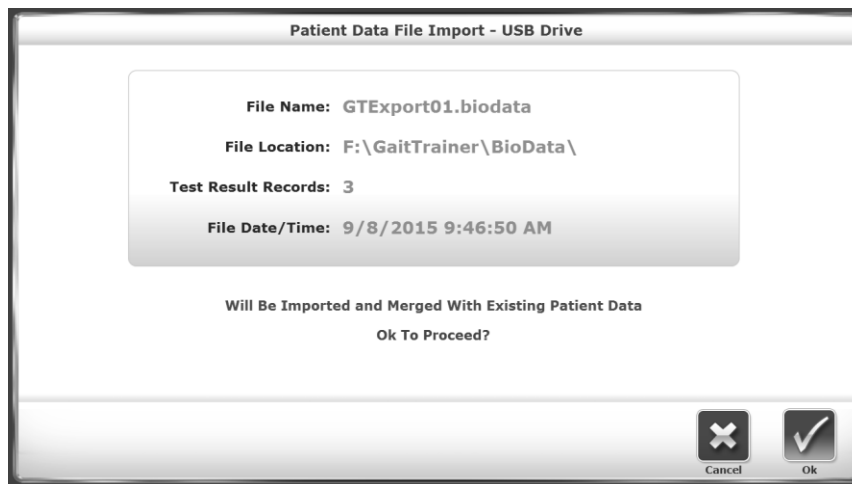 Patient Data File Import - USB Drive
File Name: GTExport01.biodata
File Location: F:\GaitTrainer\BioData\
Test Result Records: 3
File Date/Time: 9/8/2015 9:46:50 AM
Will Be Imported and Merged With Existing Patient Data
Ok To Proceed?
Cancel Ok